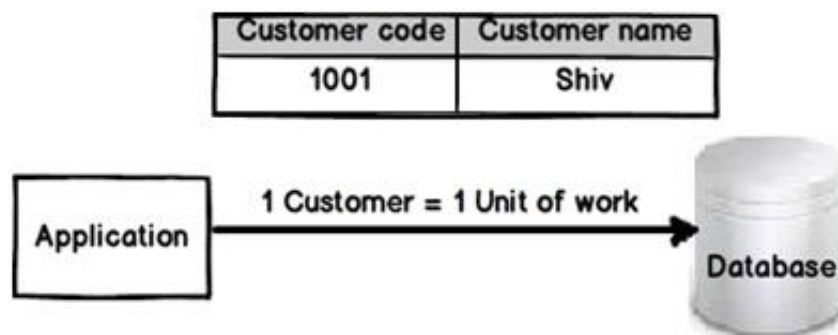 Customer code Customer name
1001 Shiv
1 Customer = 1 Unit of work
Application
Database